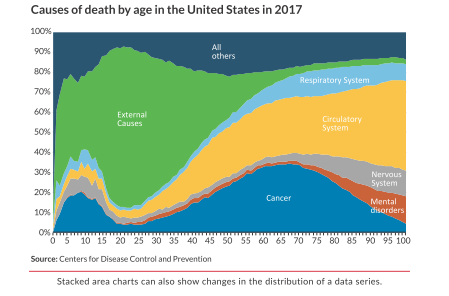 Causes of death by age in the United States in 2017
100%
90%
80%
70%
60%
50%
40%
30%
20%
10%
0%
All
others
Respiratory System
External
Causes
Circulatory
System
Nervous
System
Cancer
Mental
disorders
0 5 10 15 20 25 30 35 40 45 50 55 60 65 70 75 80 85 90 95 100
Source: Centers for Disease Control and Prevention
Stacked area charts can also show changes in the distribution of a data series.